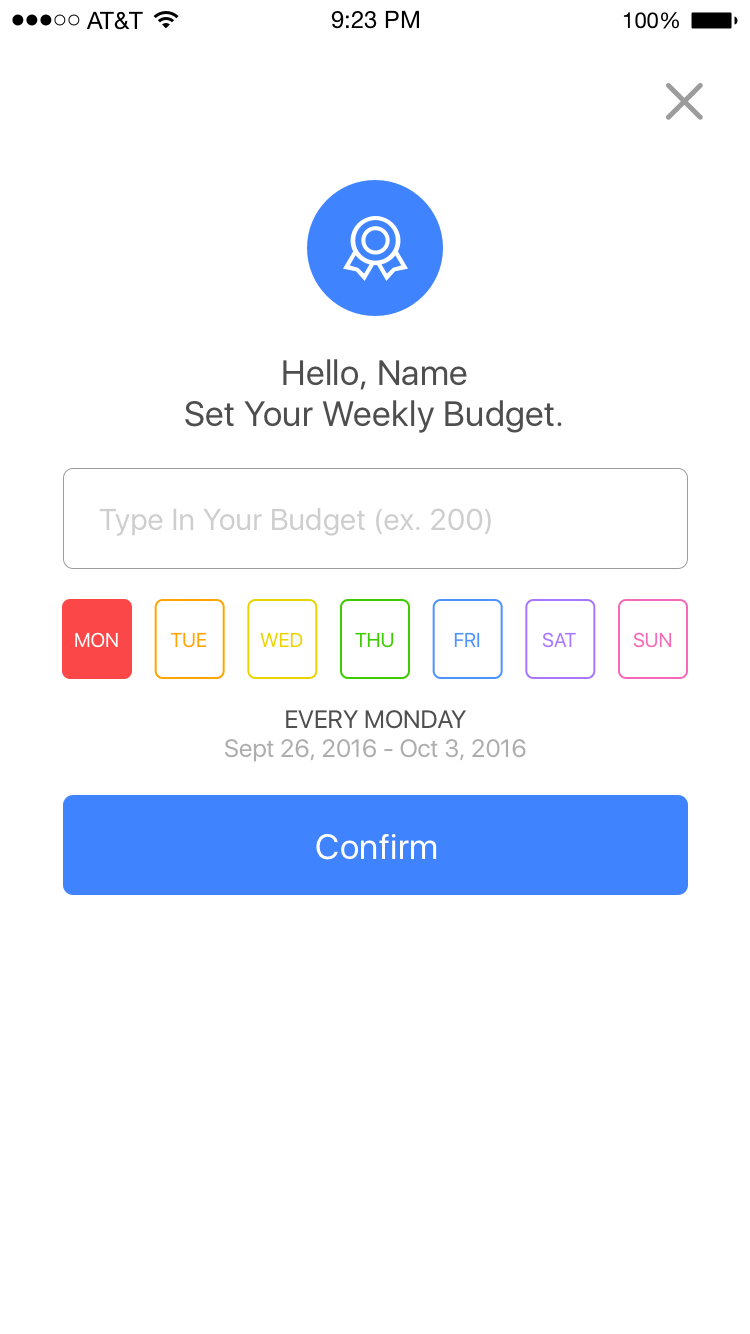 AT&T 9:23 PM 100%
Hello, Name
Set Your Weekly Budget.
Type In Your Budget (ex. 200)
MON TUE WED THU FRI SAT SUN
EVERY MONDAY
Sept 26, 2016 - Oct 3, 2016
Confirm